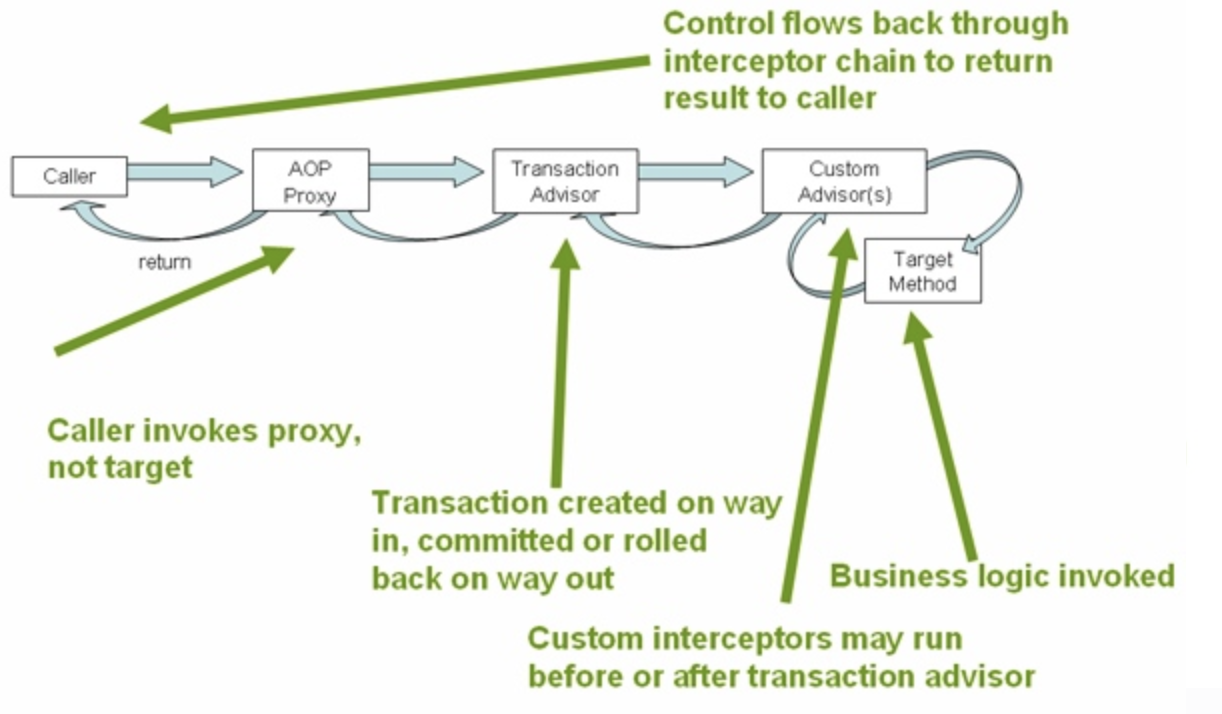 Control flows back through
interceptor chain to return
result to caller
Caller
AOP
Proxy
Transaction
Advisor
Custom
Advisor(s)
return
Target
Method
Caller invokes proxy,
not target
Transaction created on way
in, committed or rolled
back on way out
Business logic invoked
Custom interceptors may run
before or after transaction advisor